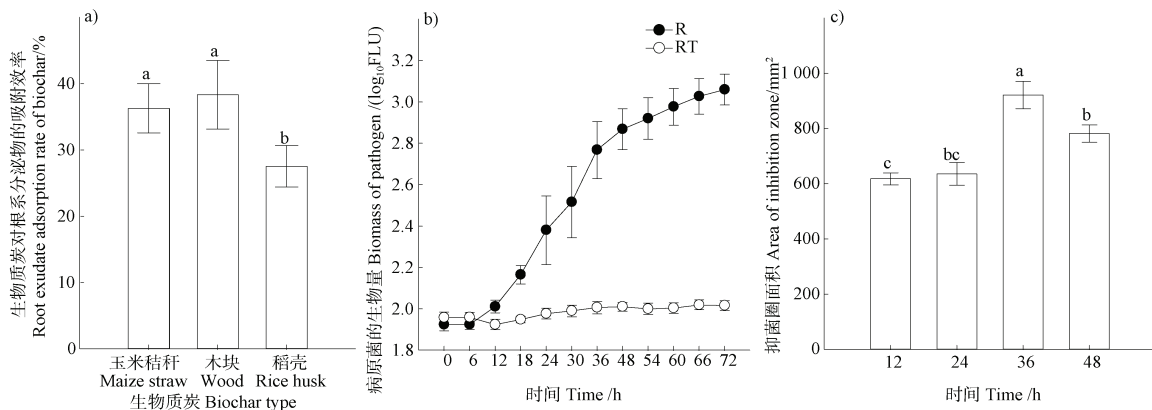 a)
生物质炭对根系分泌物的吸附效率
Root exudate adsorption rate of biochar/%
40
30
20
10
0
a
a
b
玉米秸秆
Maize straw
木块
Wood
稻壳
Rice husk
生物质炭 Biochar type
b)
R
RT
病原菌的生物量 Biomass of pathogen /(log₁₀FLU)
3.2
3.0
2.8
2.6
2.4
2.2
2.0
1.8
0 6 12 18 24 30 36 48 54 60 66 72
时间 Time /h
c)
抑菌圈面积 Area of inhibition zone/mm²
1 000
800
600
400
200
0
c
bc
a
b
12 24 36 48
时间 Time /h